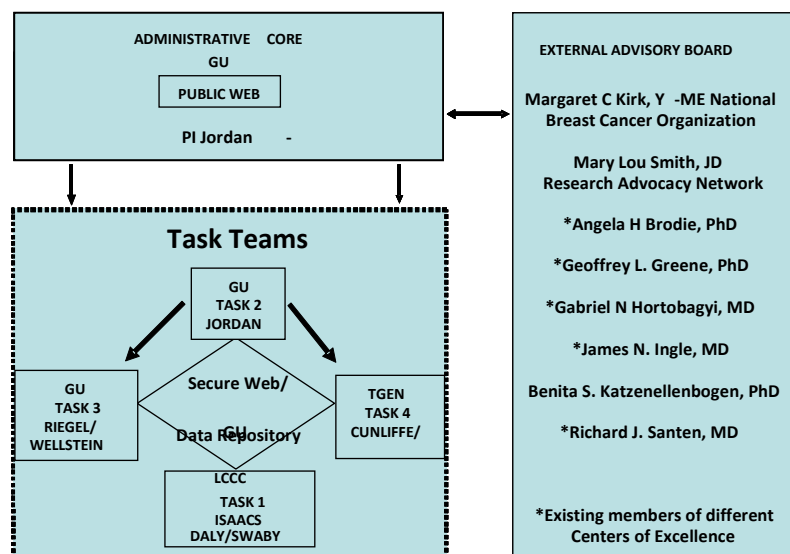 ADMINISTRATIVE CORE
GU
PUBLIC WEB
PI Jordan -
EXTERNAL ADVISORY BOARD
Margaret C Kirk, Y -ME National
Breast Cancer Organization
Mary Lou Smith, JD
Research Advocacy Network
*Angela H Brodie, PhD
*Geoffrey L. Greene, PhD
*Gabriel N Hortobagyi, MD
*James N. Ingle, MD
Benita S. Katzenellenbogen, PhD
*Richard J. Santen, MD
*Existing members of different
Centers of Excellence
Task Teams
GU
TASK 2
JORDAN
GU
TASK 3
RIEGEL/
WELLSTEIN
Secure Web/
Data Repository
GU
TGEN
TASK 4
CUNLIFFE/
LCCC
TASK 1
ISAACS
DALY/SWABY